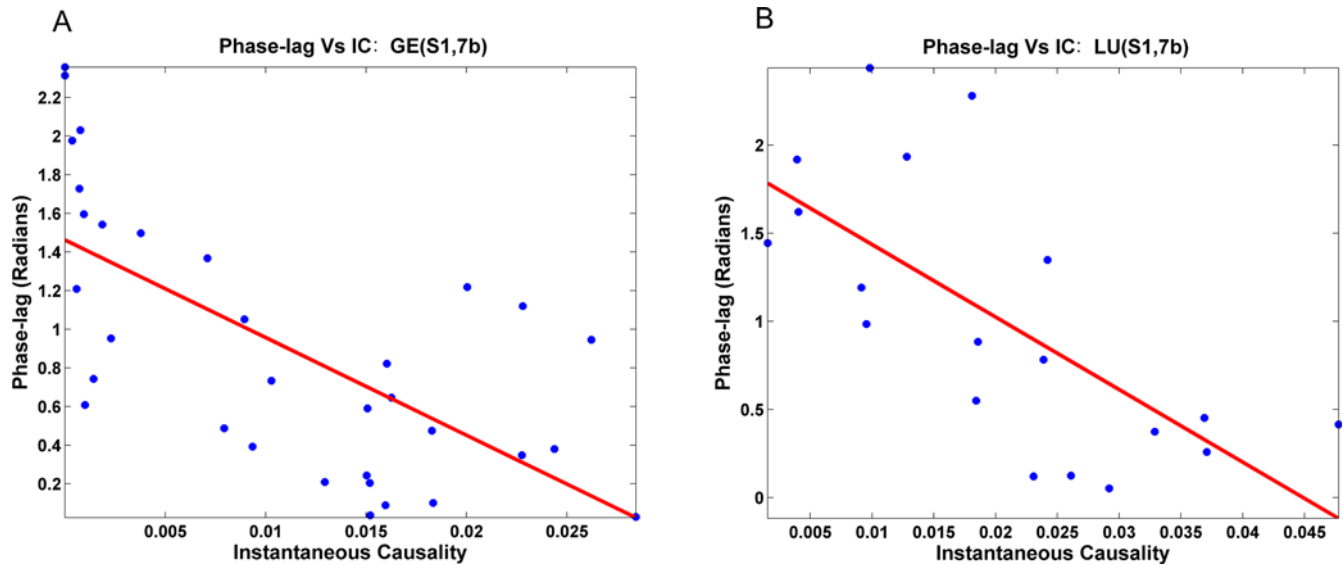 A
Phase-lag Vs IC: GE(S1,7b)
2.2
2
1.8
1.6
1.4
1.2
1
0.8
0.6
0.4
0.2
Phase-lag (Radians)
0.005 0.01 0.015 0.02 0.025
Instantaneous Causality
B
Phase-lag Vs IC: LU(S1,7b)
2
1.5
1
0.5
0
Phase-lag (Radians)
0.005 0.01 0.015 0.02 0.025 0.03 0.035 0.04 0.045
Instantaneous Causality